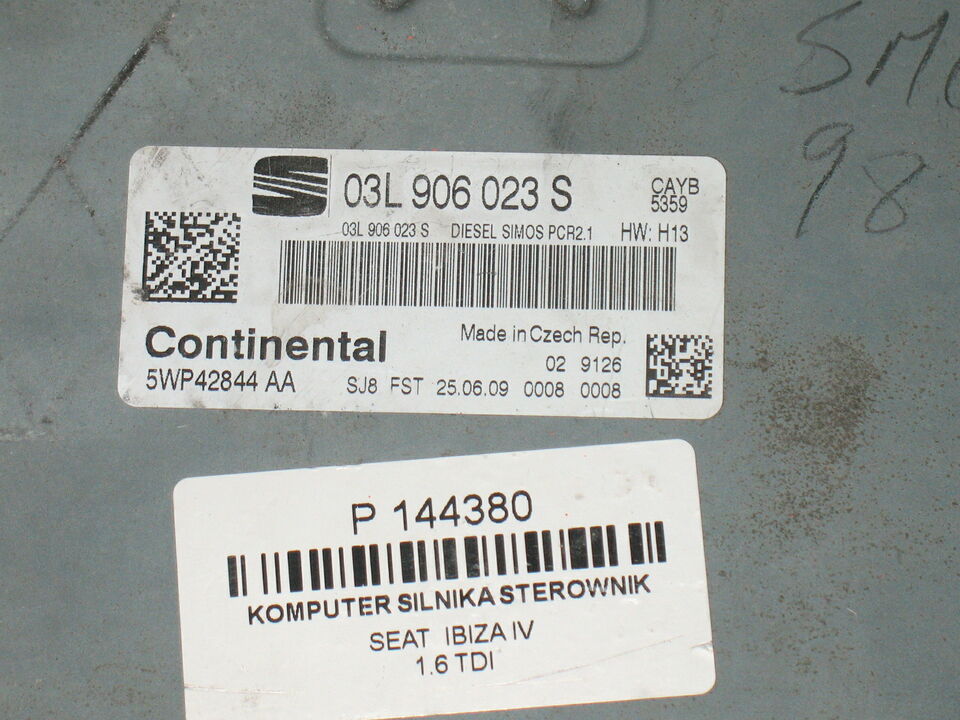 SM
98
03L 906 023 S
CAYB
5359
03L 906 023 S DIESEL SIMOS PCR2.1 HW: H13
Continental
Made in Czech Rep.
02 9126
5WP42844 AA SJ8 FST 25.06.09 0008 0008
P 144380
KOMPUTER SILNIKA STEROWNIK
SEAT IBIZA IV
1.6 TDI